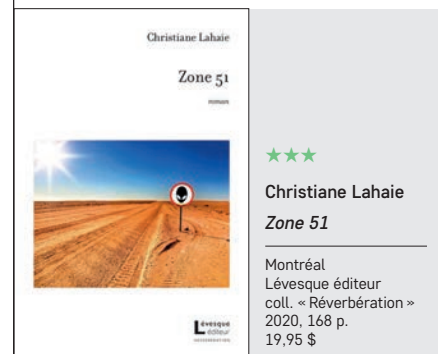 Christiane Lahaie
Zone 51
roman
Lévesque
éditeur
RÉVERBÉRATION
★★★
Christiane Lahaie
Zone 51
Montréal
Lévesque éditeur
coll. « Réverbération »
2020, 168 p.
19,95 $